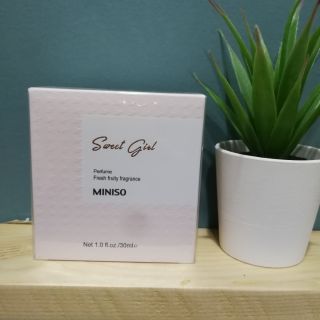 Sweet Girl
Perfume
Fresh fruity fragrance
MINISO
Net 1.0 fl.oz /30ml℮